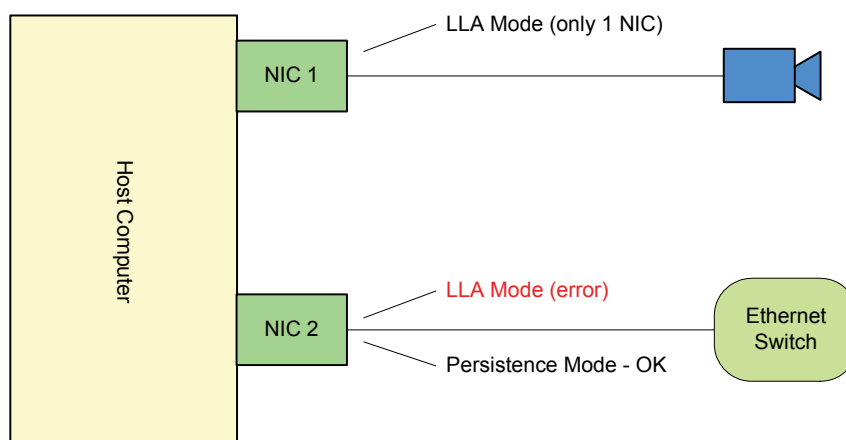 LLA Mode (only 1 NIC)
NIC 1
Host Computer
LLA Mode (error)
NIC 2
Ethernet
Switch
Persistence Mode - OK